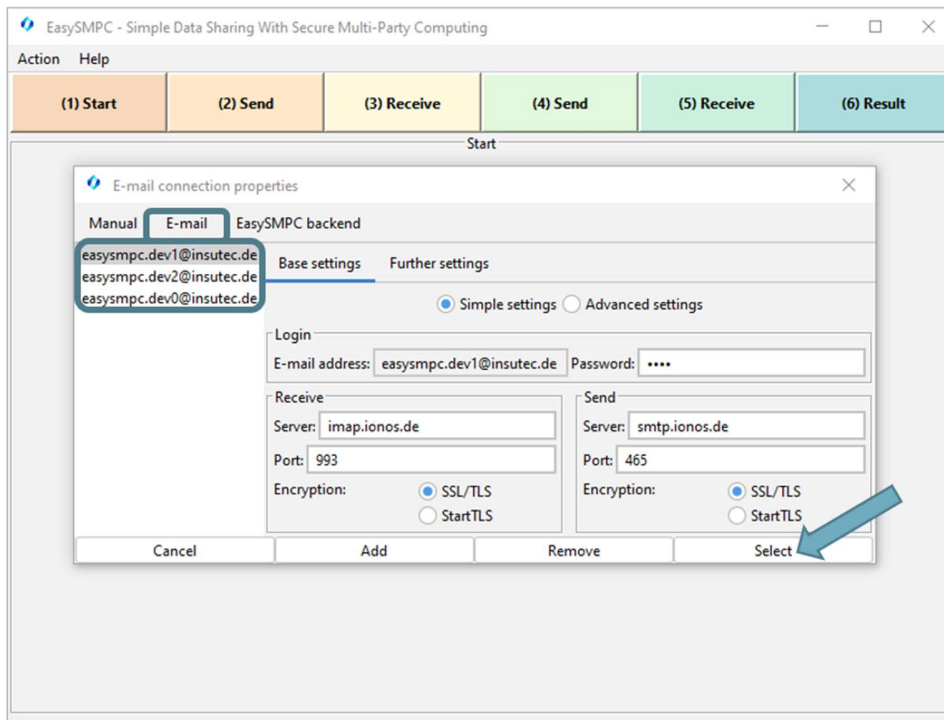 EasySMPC - Simple Data Sharing With Secure Multi-Party Computing
Action Help
(1) Start (2) Send (3) Receive (4) Send (5) Receive (6) Result
Start
E-mail connection properties
Manual E-mail EasySMPC backend
easysmpc.dev1@insutec.de
easysmpc.dev2@insutec.de
easysmpc.dev0@insutec.de
Base settings Further settings
Simple settings Advanced settings
Login
E-mail address: easysmpc.dev1@insutec.de Password: ••••
Receive
Server: imap.ionos.de
Port: 993
Encryption: SSL/TLS
StartTLS
Send
Server: smtp.ionos.de
Port: 465
Encryption: SSL/TLS
StartTLS
Cancel Add Remove Select